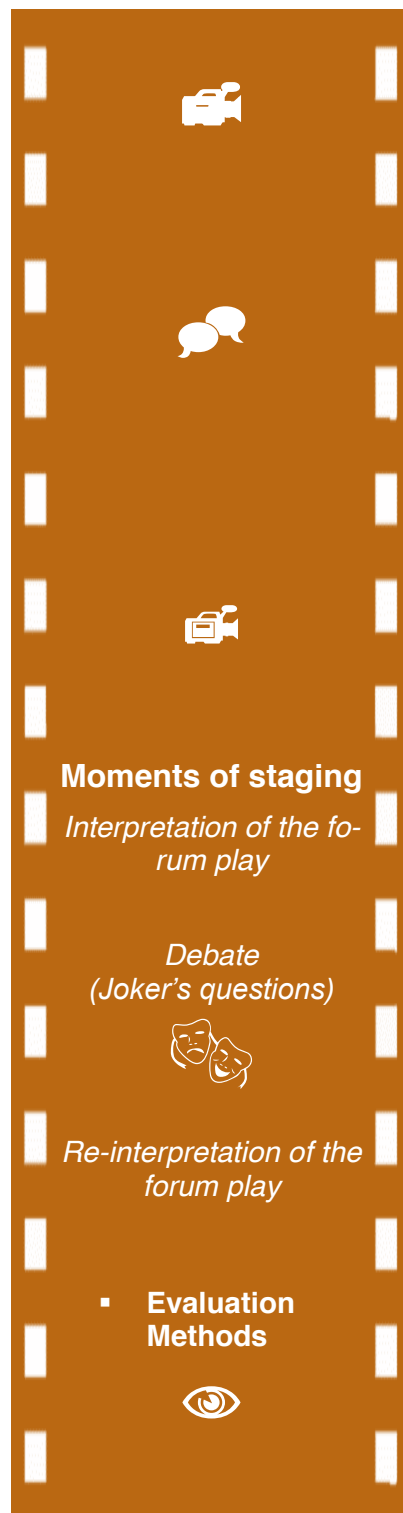 Moments of staging
Interpretation of the fo-
rum play
Debate
(Joker’s questions)
Re-interpretation of the
forum play
▪ Evaluation
Methods